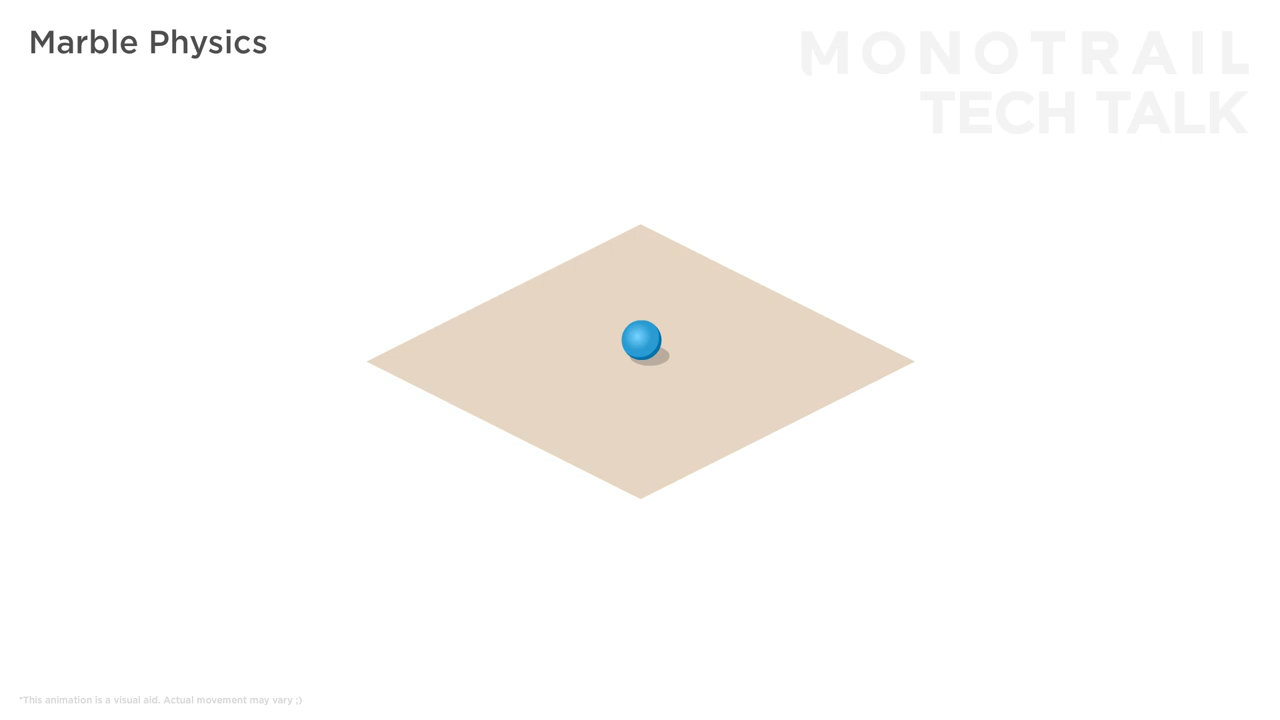 Marble Physics
MONOTRAIL
TECH TALK
*This animation is a visual aid. Actual movement may vary ;)